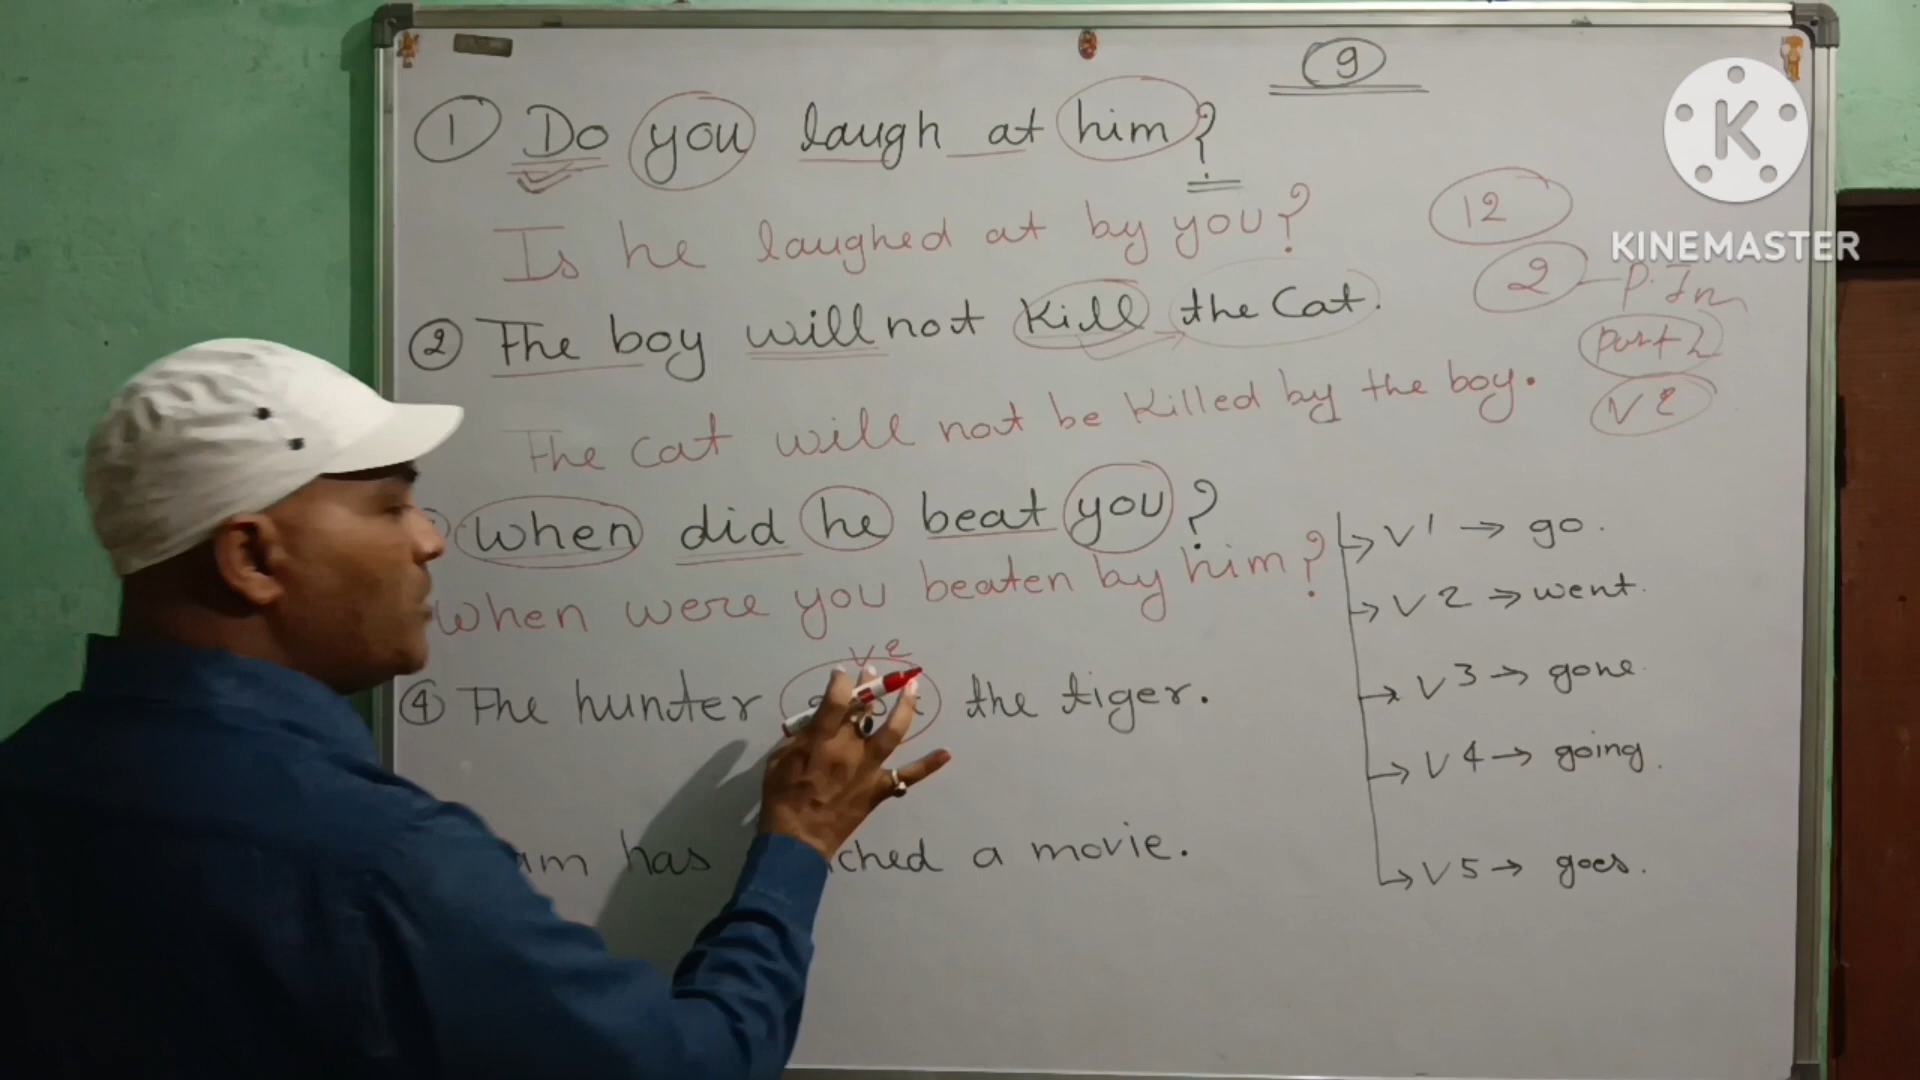 9
1 Do you laugh at him?
Is he laughed at by you?
12
2 - P. In
2 The boy will not Kill the Cat.
Part 2
V2
The Cat will not be Killed by the boy.
When did he beat you?
When were you beaten by him?
V2
4 The hunter the tiger.
has a movie.
V1 → go.
V2 → went.
V3 → gone.
V4 → going.
V5 → goes.
K
KINEMASTER